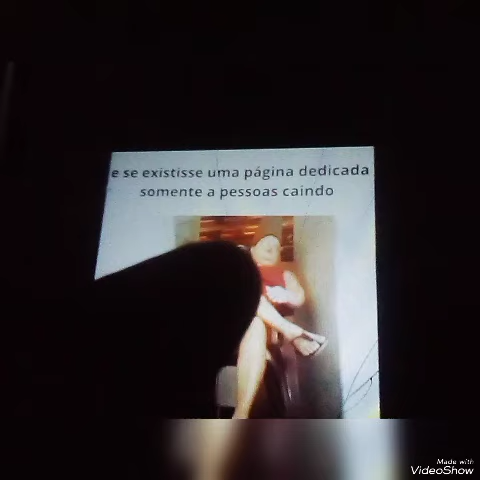 e se existisse uma página dedicada
somente a pessoas caindo
Made with
VideoShow